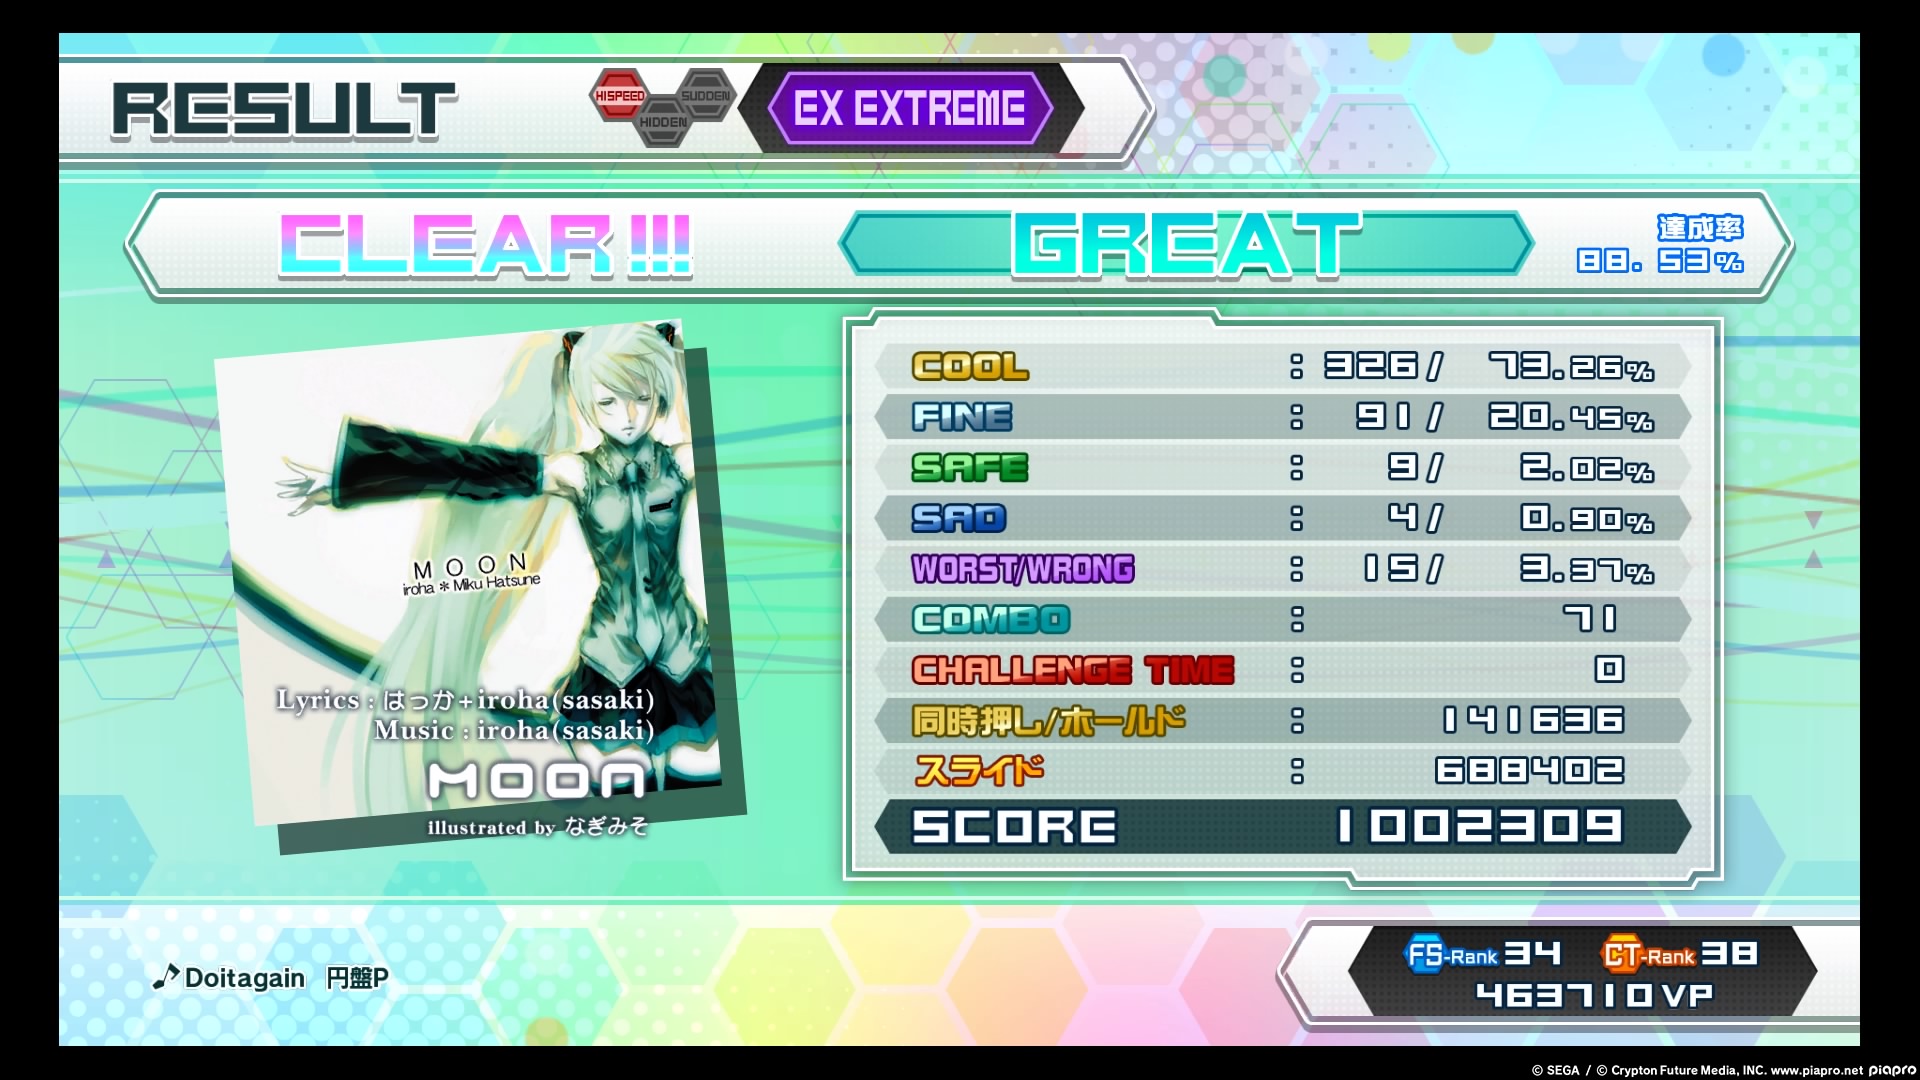 RESULT
HISPEED
HIDDEN
SUDDEN
EX EXTREME
CLEAR!!!
GREAT
達成率
88.53%
MOON
iroha＊Miku Hatsune
Lyrics : はっか+iroha(sasaki)
Music : iroha(sasaki)
MOON
illustrated by なぎみそ
COOL : 326/ 73.26%
FINE : 91/ 20.45%
SAFE : 9/ 2.02%
SAD : 4/ 0.90%
WORST/WRONG : 15/ 3.37%
COMBO : 71
CHALLENGE TIME : 0
同時押し/ホールド : 141636
スライド : 688402
SCORE 1002309
♪Doitagain 円盤P
FS-Rank 34 CT-Rank 38
463710VP
© SEGA / © Crypton Future Media, INC. www.piapro.net piapro